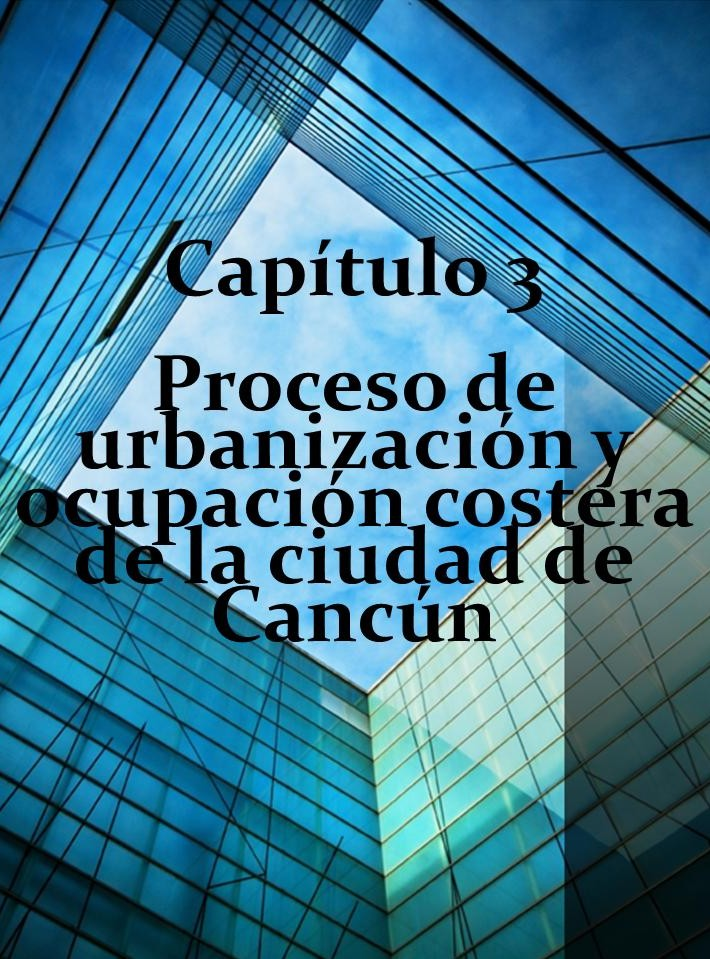 Capítulo 3
Proceso de
urbanización y
ocupación costera
de la ciudad de
Cancún